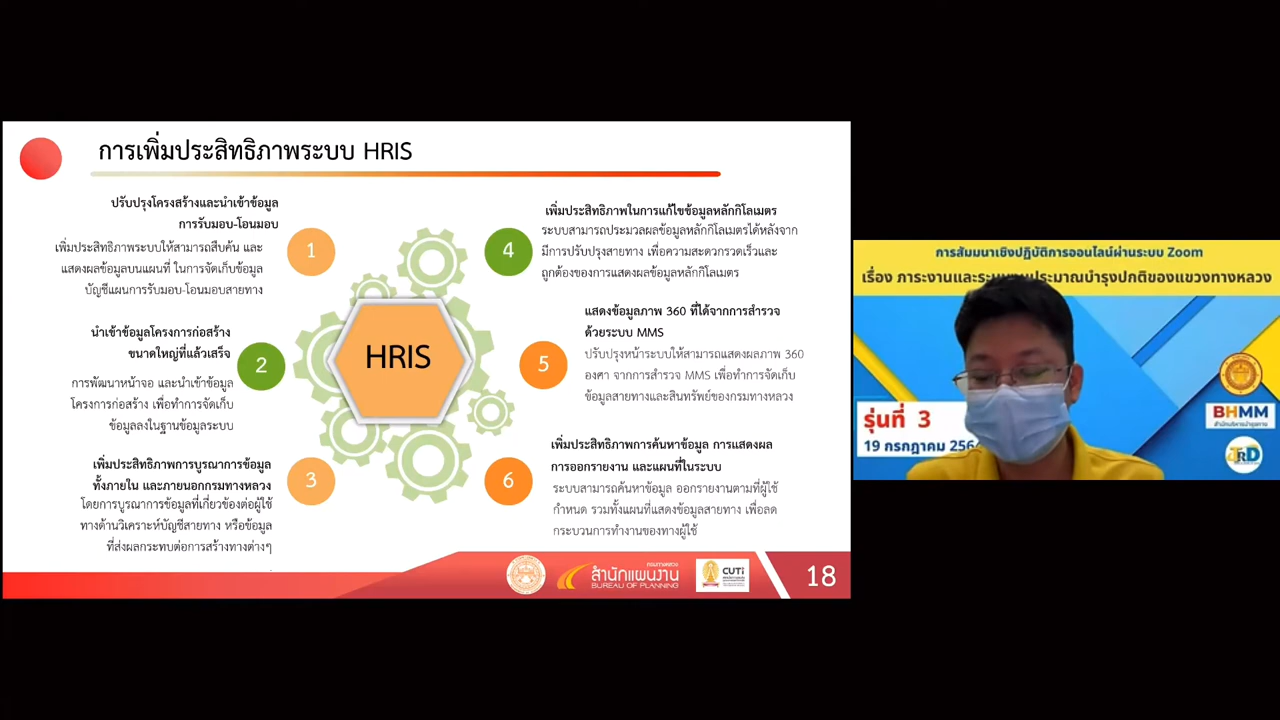 การเพิ่มประสิทธิภาพระบบ HRIS
ปรับปรุงโครงสร้างและนำเข้าข้อมูล
การรับมอบ-โอนมอบ
เพิ่มประสิทธิภาพระบบให้สามารถสืบค้น และ
แสดงผลข้อมูลบนแผนที่ ในการจัดเก็บข้อมูล
บัญชีแผนการรับมอบ-โอนมอบสายทาง
1
นำเข้าข้อมูลโครงการก่อสร้าง
ขนาดใหญ่ที่แล้วเสร็จ
การพัฒนาหน้าจอ และนำเข้าข้อมูล
โครงการก่อสร้าง เพื่อทำการจัดเก็บ
ข้อมูลลงในฐานข้อมูลระบบ
2
เพิ่มประสิทธิภาพการบูรณาการข้อมูล
ทั้งภายใน และภายนอกกรมทางหลวง
โดยการบูรณาการข้อมูลที่เกี่ยวข้องต่อผู้ใช้
ทางด้านวิเคราะห์บัญชีสายทาง หรือข้อมูล
ที่ส่งผลกระทบต่อการสร้างทางต่างๆ
3
HRIS
4
เพิ่มประสิทธิภาพในการแก้ไขข้อมูลหลักกิโลเมตร
ระบบสามารถประมวลผลข้อมูลหลักกิโลเมตรได้หลังจาก
มีการปรับปรุงสายทาง เพื่อความสะดวกรวดเร็วและ
ถูกต้องของการแสดงผลข้อมูลหลักกิโลเมตร
5
แสดงข้อมูลภาพ 360 ที่ได้จากการสำรวจ
ด้วยระบบ MMS
ปรับปรุงหน้าระบบให้สามารถแสดงผลภาพ 360
องศา จากการสำรวจ MMS เพื่อทำการจัดเก็บ
ข้อมูลสายทางและสินทรัพย์ของกรมทางหลวง
6
เพิ่มประสิทธิภาพการค้นหาข้อมูล การแสดงผล
การออกรายงาน และแผนที่ในระบบ
ระบบสามารถค้นหาข้อมูล ออกรายงานตามที่ผู้ใช้
กำหนด รวมทั้งแผนที่แสดงข้อมูลสายทาง เพื่อลด
กระบวนการทำงานของทางผู้ใช้
กรมทางหลวง
สำนักแผนงาน
BUREAU OF PLANNING
CUTi
18
การสัมมนาเชิงปฏิบัติการออนไลน์ผ่านระบบ Zoom
เรื่อง ภาระงานและระบบงบประมาณบำรุงปกติของแขวงทางหลวง
รุ่นที่ 3
19 กรกฎาคม 256
BHMM
สำนักบริหารบำรุงทาง
TRD